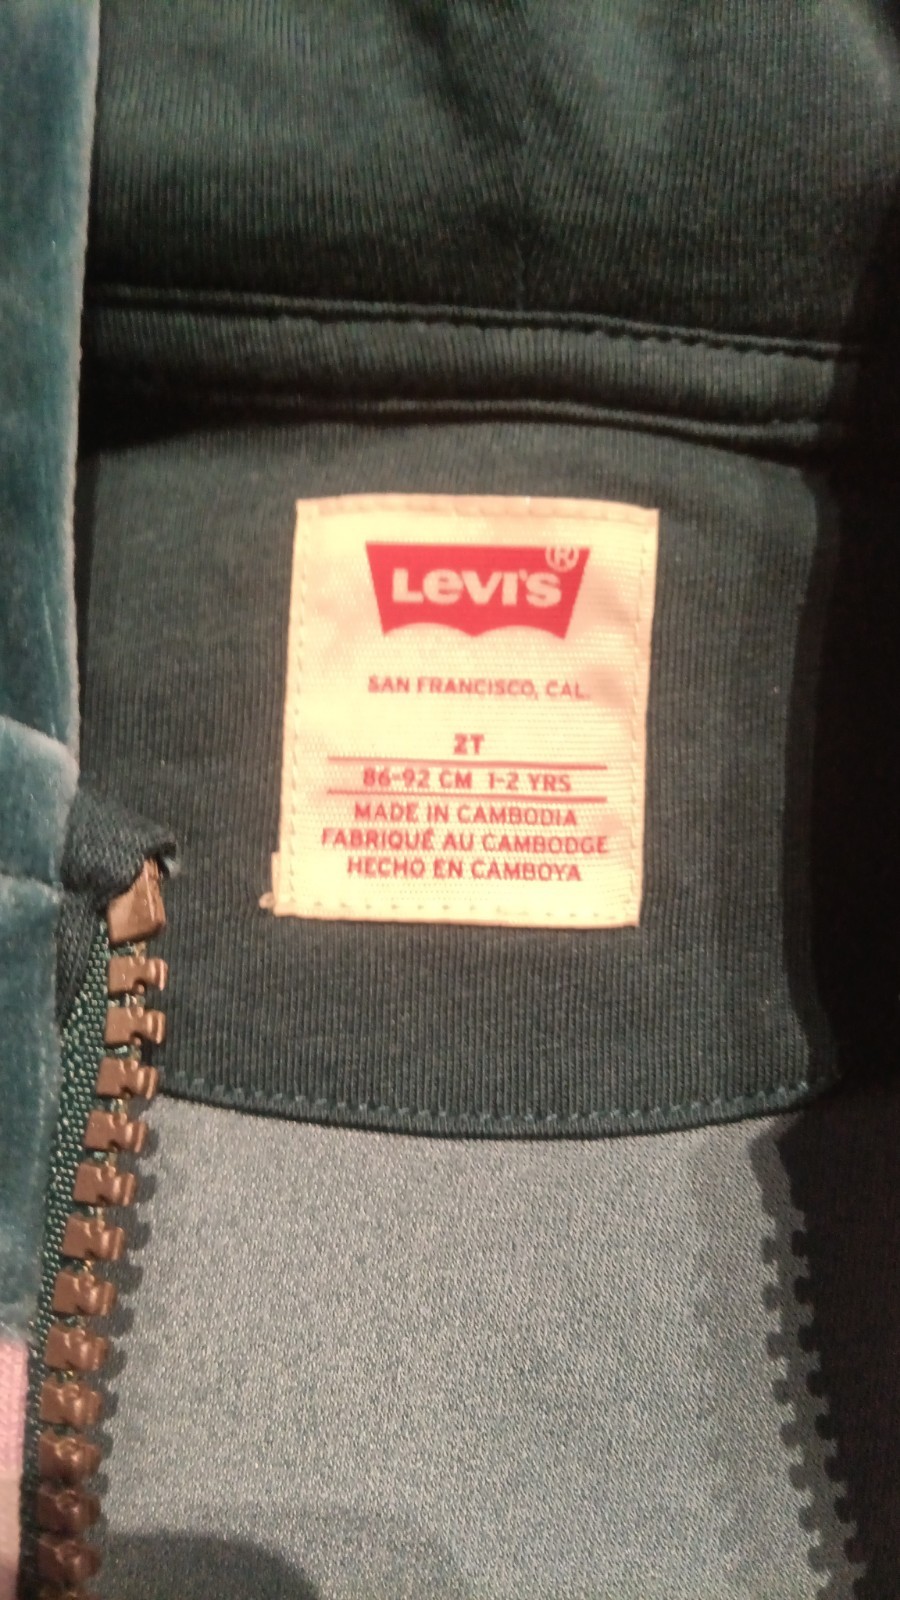 LEVI'S®
SAN FRANCISCO, CAL.
2T
86-92 CM 1-2 YRS
MADE IN CAMBODIA
FABRIQUÉ AU CAMBODGE
HECHO EN CAMBOYA